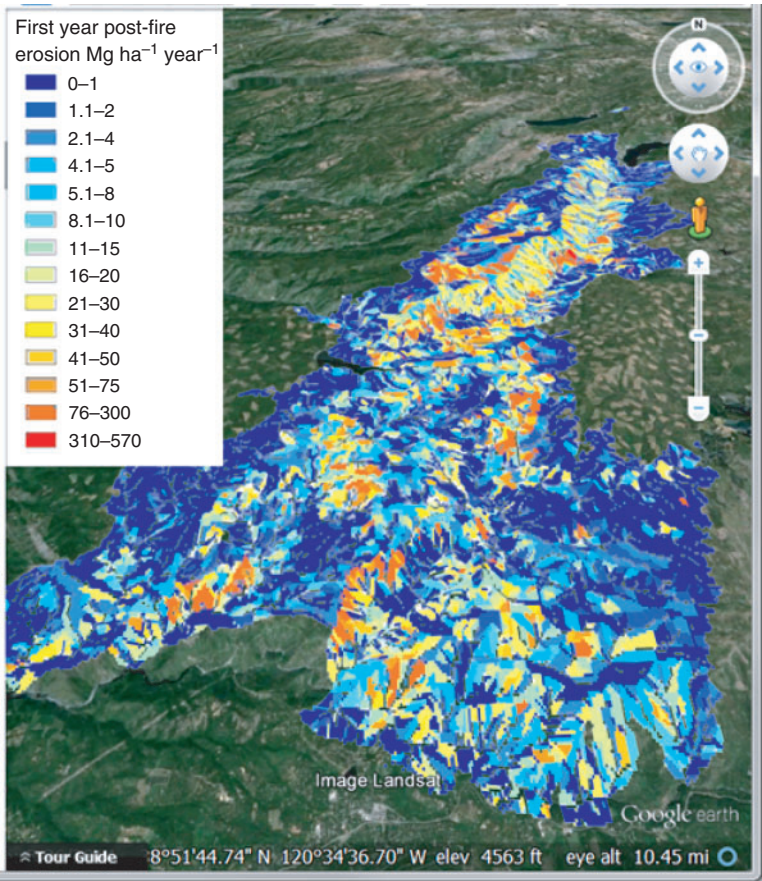 First year post-fire
erosion Mg ha⁻¹ year⁻¹
0–1
1.1–2
2.1–4
4.1–5
5.1–8
8.1–10
11–15
16–20
21–30
31–40
41–50
51–75
76–300
310–570
N
Image Landsat
Google earth
Tour Guide 8°51'44.74" N 120°34'36.70" W elev 4563 ft eye alt 10.45 mi